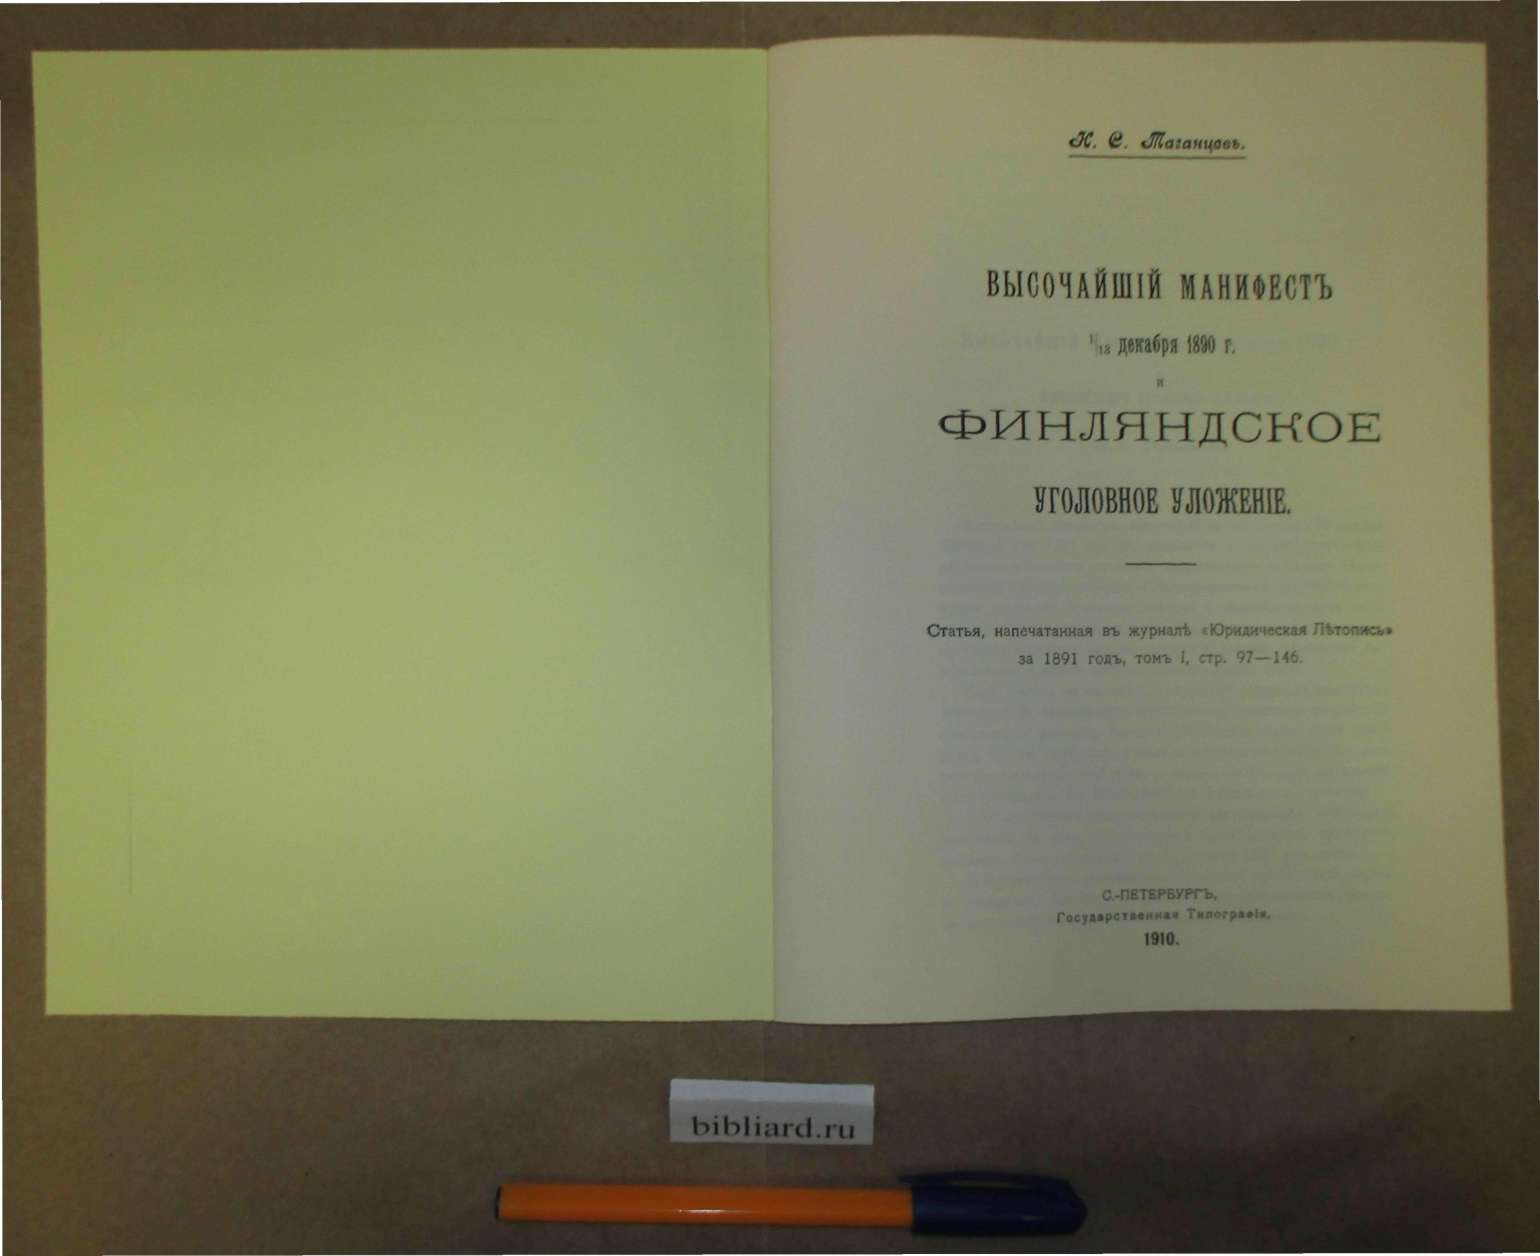 Н. С. Таганцовъ.
ВЫСОЧАЙШІЙ МАНИФЕСТЪ
1/13 декабря 1890 г.
и
ФИНЛЯНДСКОЕ
УГОЛОВНОЕ УЛОЖЕНІЕ.
Статья, напечатанная въ журналѣ «Юридическая Лѣтопись»
за 1891 годъ, томъ I, стр. 97—146.
С.-ПЕТЕРБУРГЪ,
Государственная Типографія.
1910.
bibliard.ru